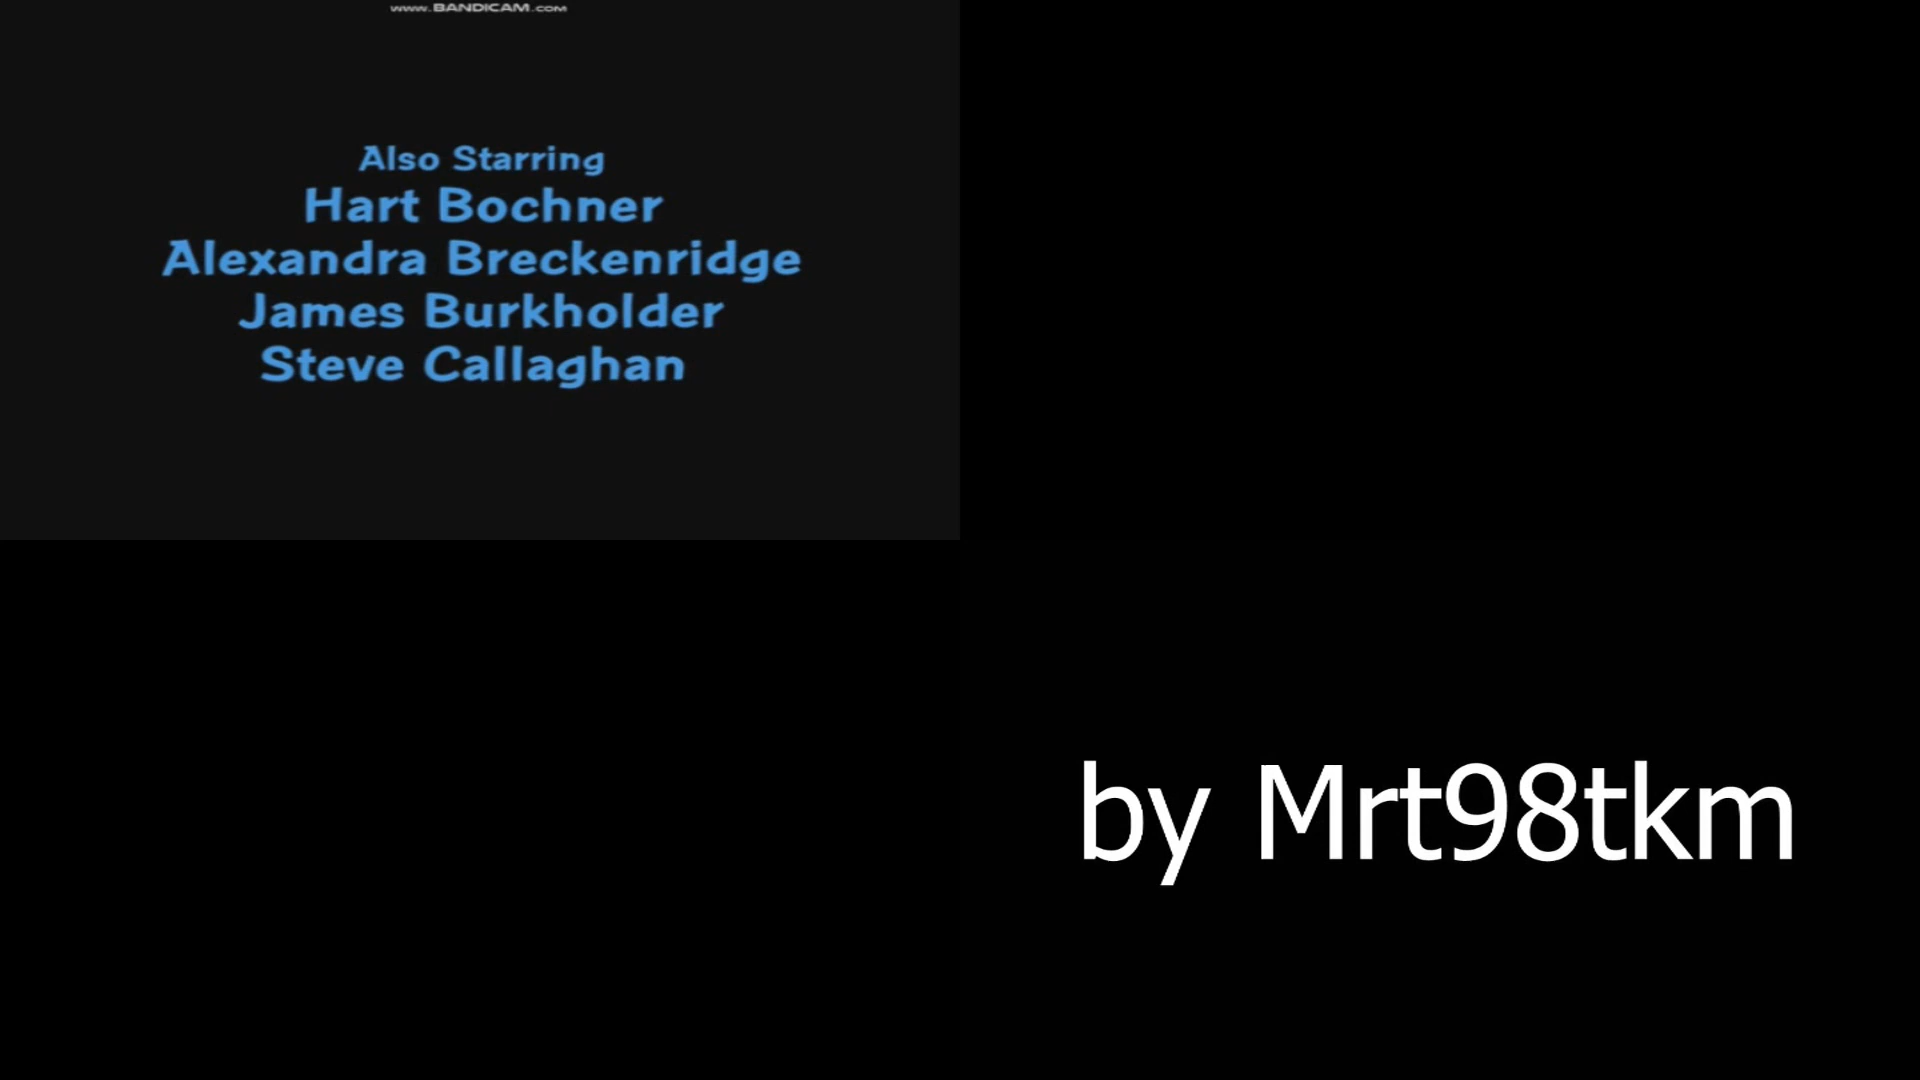 www.BANDICAM.com
Also Starring
Hart Bochner
Alexandra Breckenridge
James Burkholder
Steve Callaghan
by Mrt98tkm